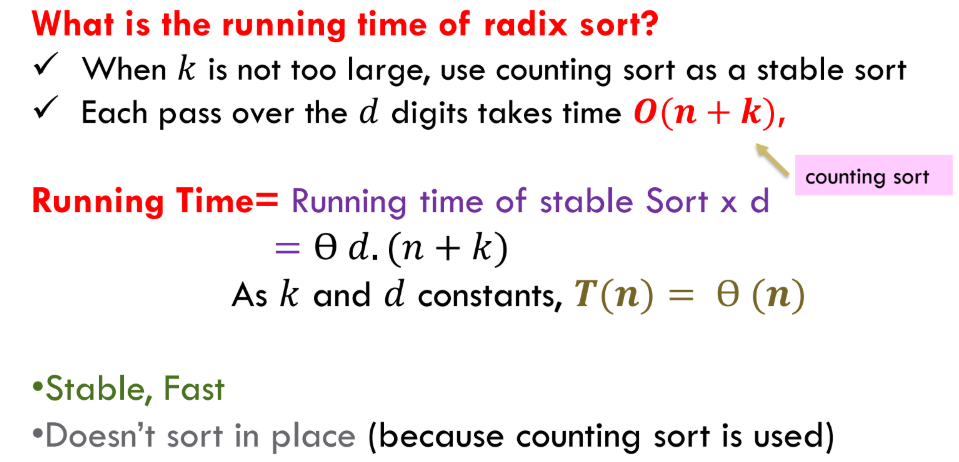 What is the running time of radix sort?
✓ When k is not too large, use counting sort as a stable sort
✓ Each pass over the d digits takes time O(n + k),
counting sort
Running Time= Running time of stable Sort x d
= Θ d. (n + k)
As k and d constants, T(n) = Θ (n)
•Stable, Fast
•Doesn't sort in place (because counting sort is used)